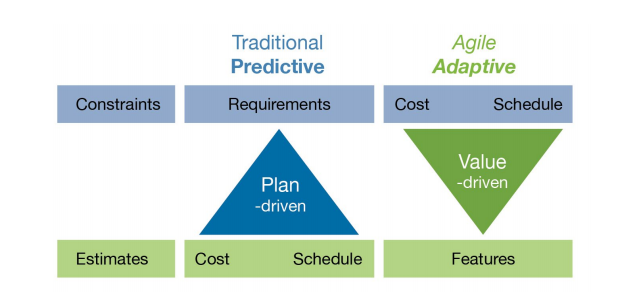 Traditional
Predictive
Agile
Adaptive
Constraints
Requirements
Cost Schedule
Plan
-driven
Value
-driven
Estimates
Cost Schedule
Features